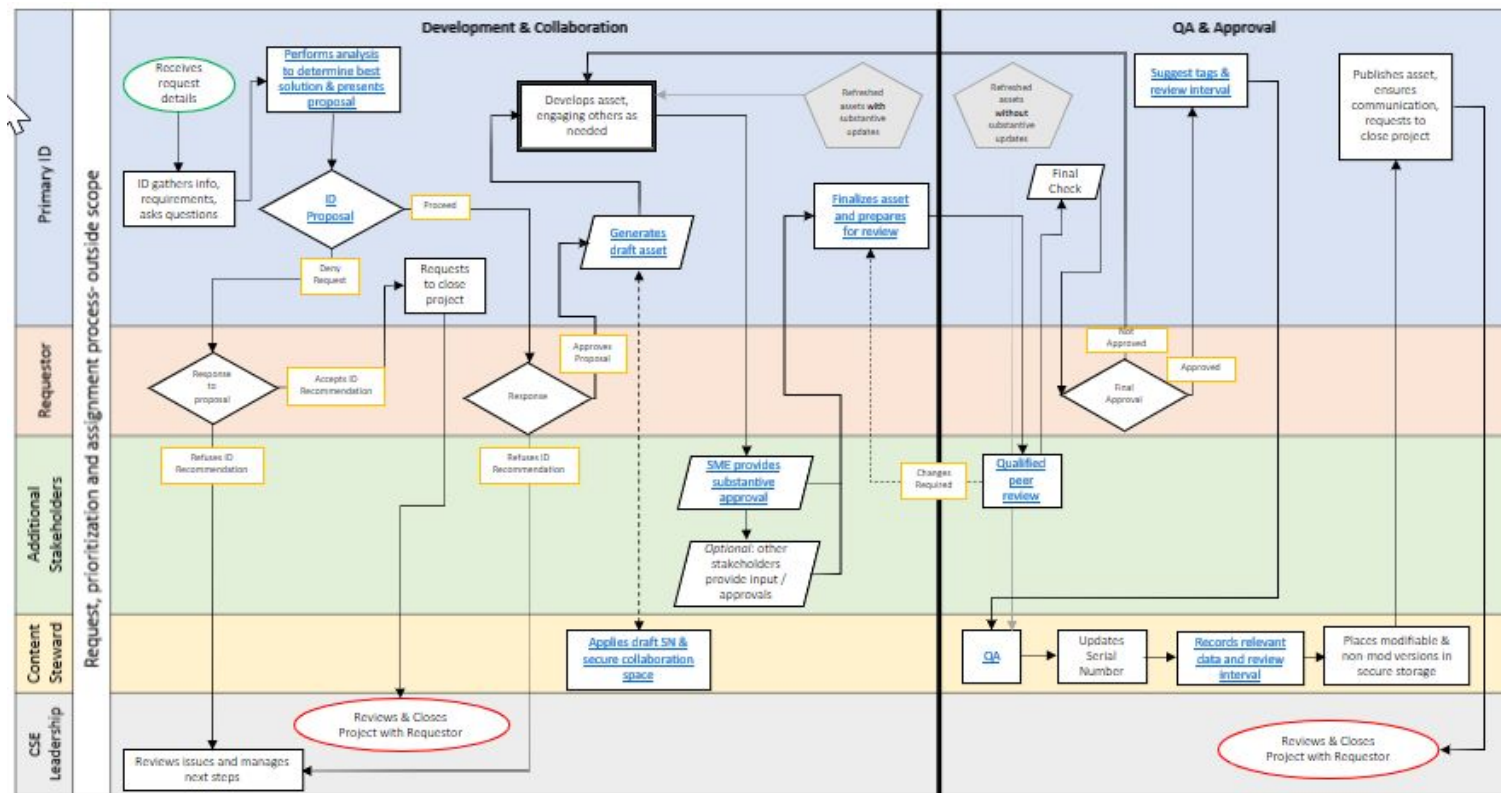 Development & Collaboration
QA & Approval
Primary ID
Requestor
Additional
Stakeholders
Content
Steward
CSE
Leadership
Request, prioritization and assignment process- outside scope
Receives
request
details
Performs analysis
to determine best
solution & presents
proposal
ID gathers info,
requirements,
asks questions
ID
Proposal
Proceed
Deny
Request
Requests
to close
project
Develops asset,
engaging others as
needed
Generates
draft asset
Refreshed
assets with
substantive
updates
Refreshed
assets
without
substantive
updates
Finalizes asset
and prepares
for review
Final
Check
Suggest tags &
review interval
Publishes asset,
ensures
communication,
requests to
close project
Response
to
proposal
Accepts ID
Recommendation
Approves
Proposal
Response
Not
Approved
Approved
Final
Approval
Refuses ID
Recommendation
Refuses ID
Recommendation
SME provides
substantive
approval
Optional: other
stakeholders
provide input /
approvals
Changes
Required
Qualified
peer
review
Applies draft SN &
secure collaboration
space
QA
Updates
Serial
Number
Records relevant
data and review
interval
Places modifiable &
non-mod versions in
secure storage
Reviews & Closes
Project with Requestor
Reviews issues and manages
next steps
Reviews & Closes
Project with Requestor